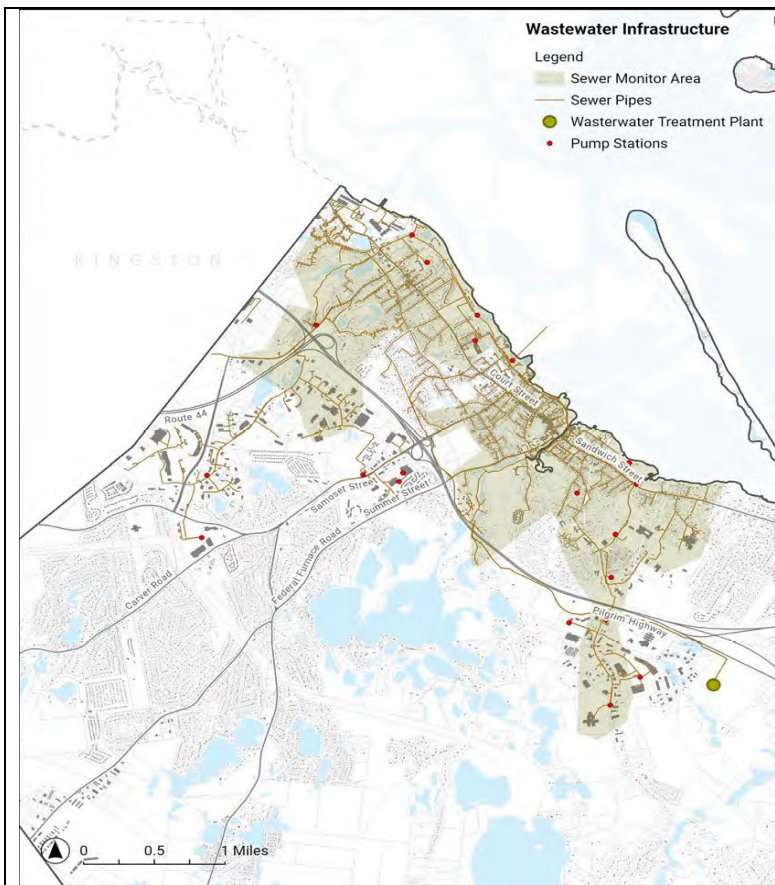 Wastewater Infrastructure
Legend
Sewer Monitor Area
Sewer Pipes
Wasterwater Treatment Plant
Pump Stations
KINGSTON
Court Street
Route 44
Sandwich Street
Samoset Street
Summer Street
Federal Furnace Road
Carver Road
Pilgrim Highway
0 0.5 1 Miles